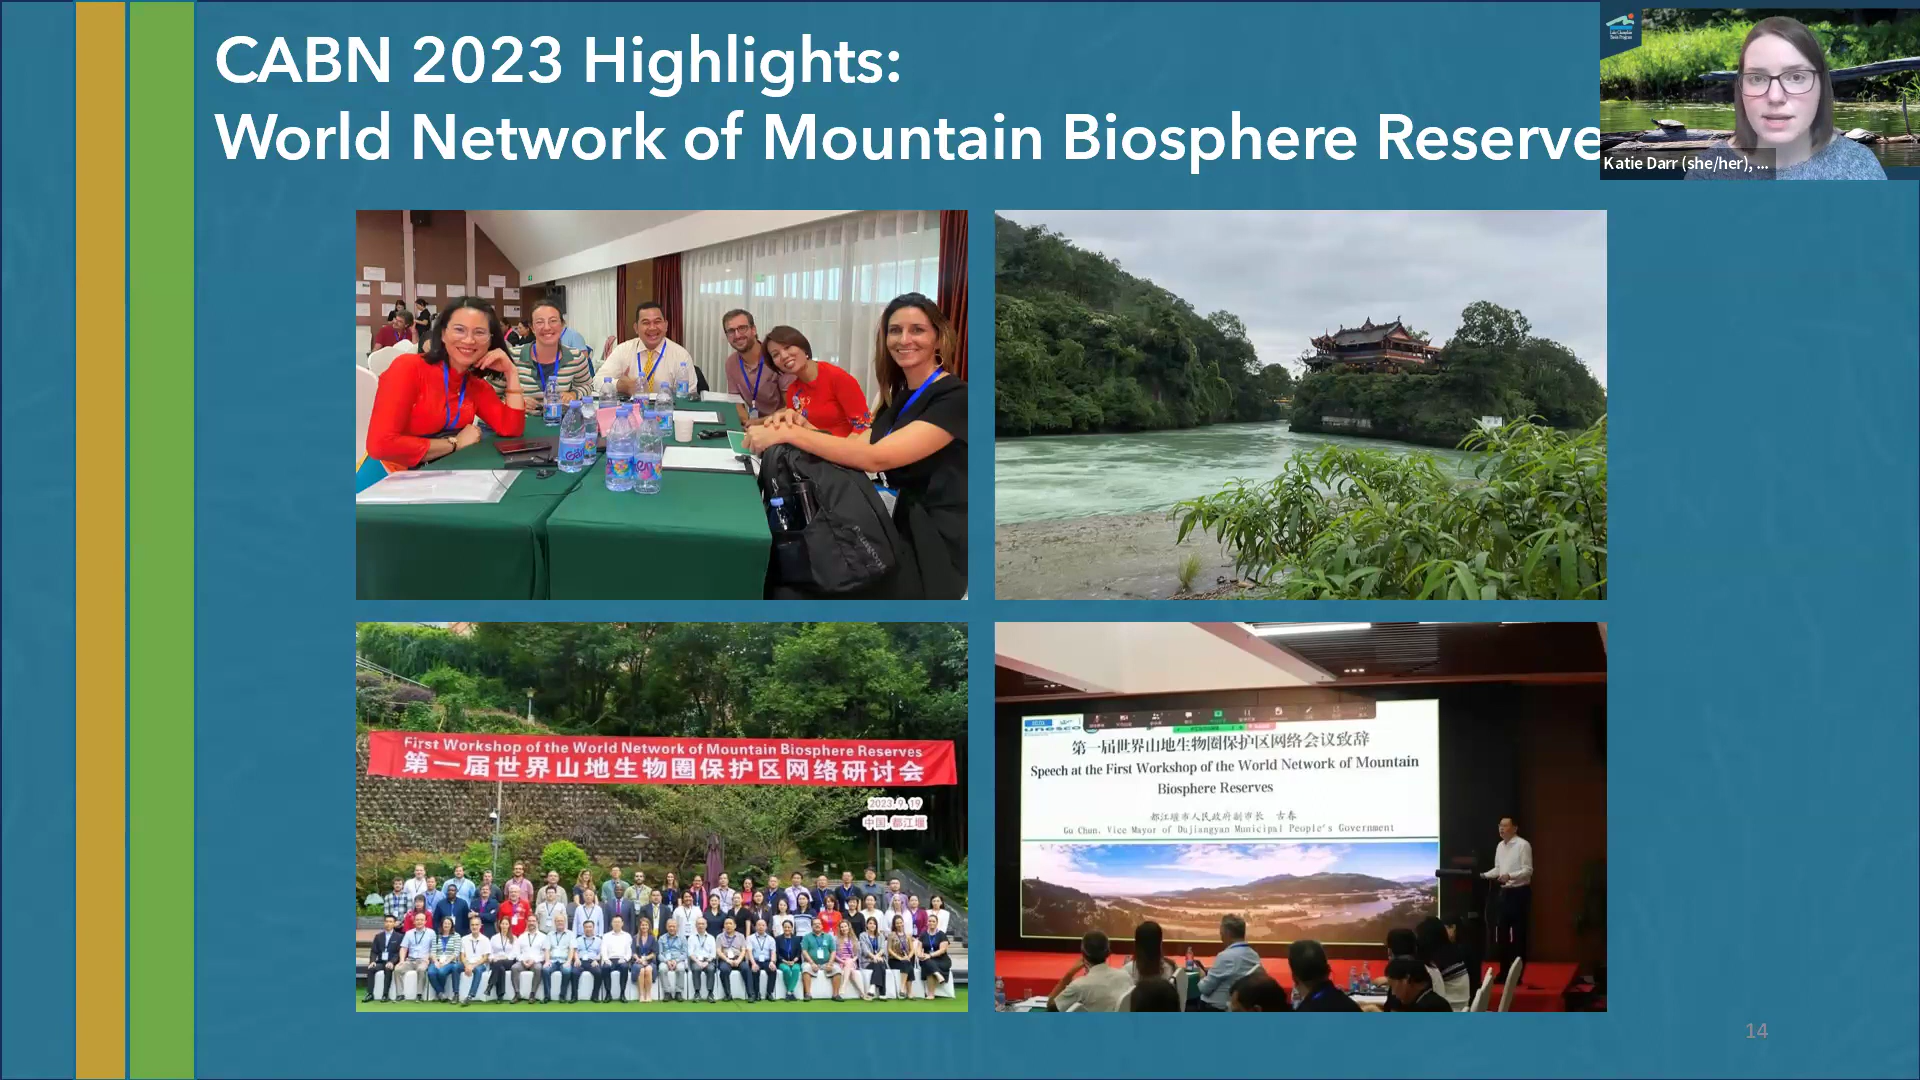 CABN 2023 Highlights:
World Network of Mountain Biosphere Reserve
Katie Darr (she/her), ...
First Workshop of the World Network of Mountain Biosphere Reserves
第一届世界山地生物圈保护区网络研讨会
2023.9.19
中国·都江堰
unesco
第一届世界山地生物圈保护区网络会议致辞
Speech at the First Workshop of the World Network of Mountain
Biosphere Reserves
都江堰市人民政府副市长 古春
Gu Chun, Vice Mayor of Dujiangyan Municipal People's Government
14